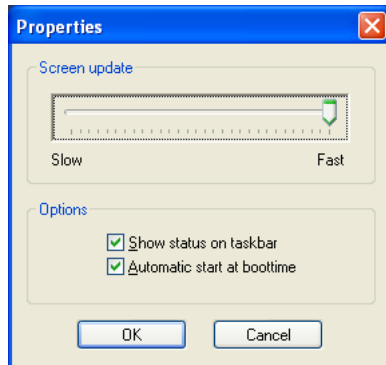 Properties
Screen update
Slow Fast
Options
Show status on taskbar
Automatic start at boottime
OK Cancel